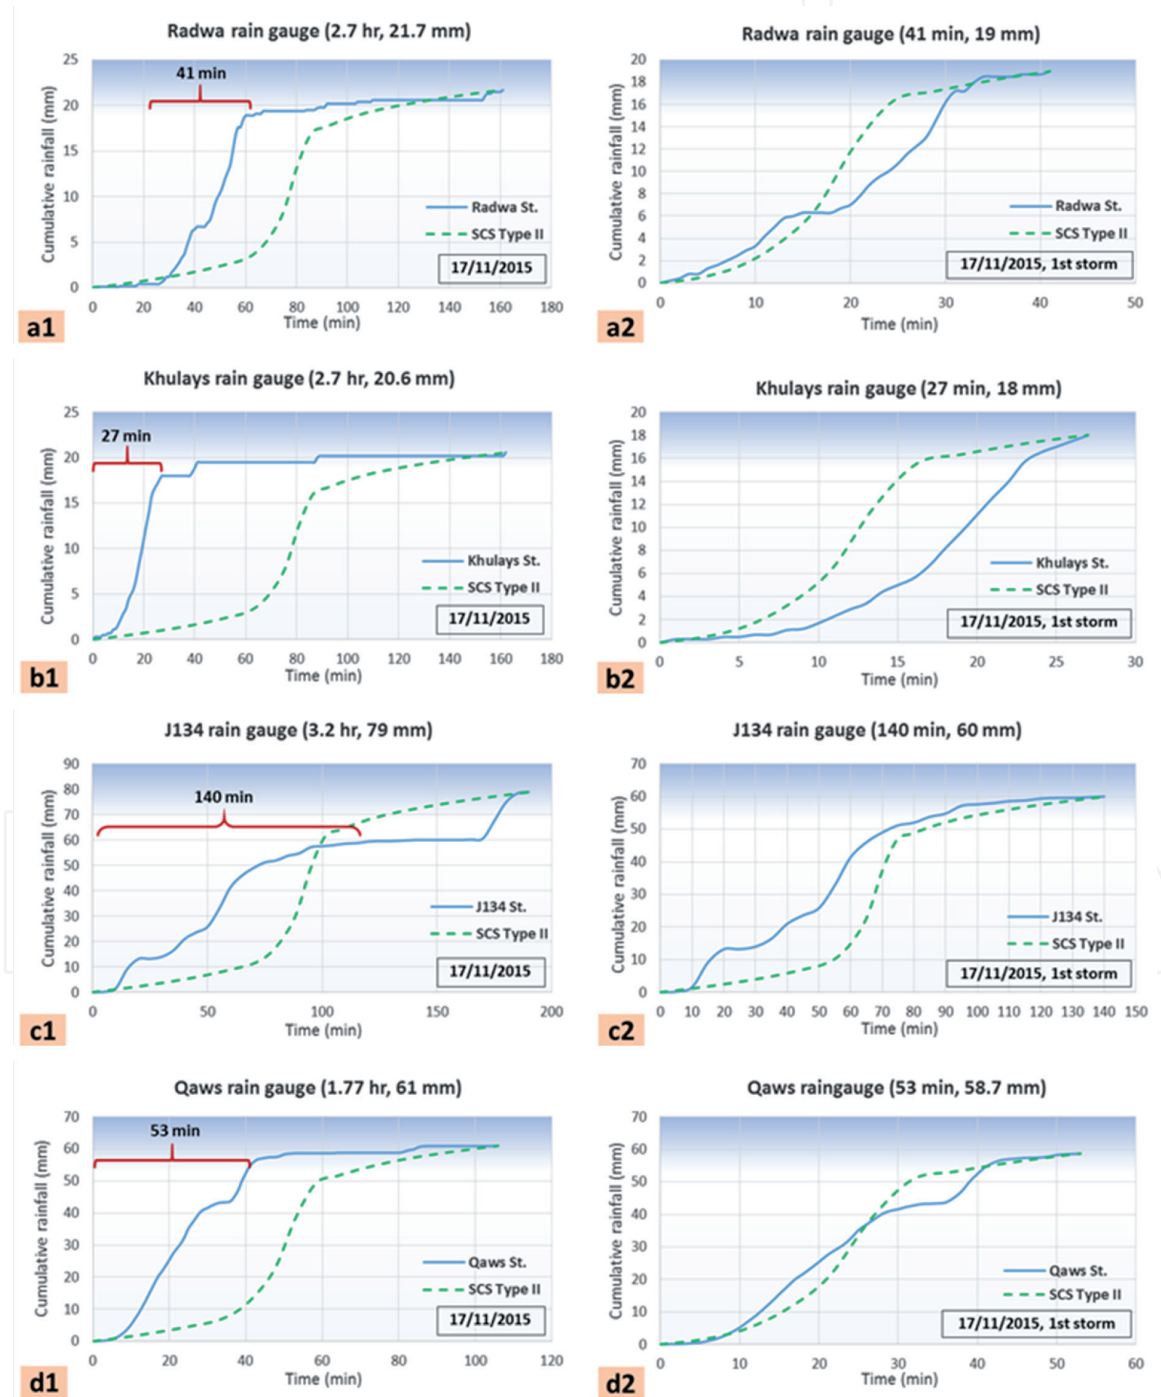 Radwa rain gauge (2.7 hr, 21.7 mm)
Cumulative rainfall (mm)
25
20
15
10
5
0
41 min
Radwa St.
SCS Type II
17/11/2015
0 20 40 60 80 100 120 140 160 180
Time (min)
a1
Radwa rain gauge (41 min, 19 mm)
Cumulative rainfall (mm)
20
18
16
14
12
10
8
6
4
2
0
Radwa St.
SCS Type II
17/11/2015, 1st storm
0 10 20 30 40 50
Time (min)
a2
Khulays rain gauge (2.7 hr, 20.6 mm)
Cumulative rainfall (mm)
25
20
15
10
5
0
27 min
Khulays St.
SCS Type II
17/11/2015
0 20 40 60 80 100 120 140 160 180
Time (min)
b1
Khulays rain gauge (27 min, 18 mm)
Cumulative rainfall (mm)
20
18
16
14
12
10
8
6
4
2
0
Khulays St.
SCS Type II
17/11/2015, 1st storm
0 5 10 15 20 25 30
Time (min)
b2
J134 rain gauge (3.2 hr, 79 mm)
Cumulative rainfall (mm)
90
80
70
60
50
40
30
20
10
0
140 min
J134 St.
SCS Type II
17/11/2015
0 50 100 150 200
Time (min)
c1
J134 rain gauge (140 min, 60 mm)
Cumulative rainfall (mm)
70
60
50
40
30
20
10
0
J134 St.
SCS Type II
17/11/2015, 1st storm
0 10 20 30 40 50 60 70 80 90 100 110 120 130 140 150
Time (min)
c2
Qaws rain gauge (1.77 hr, 61 mm)
Cumulative rainfall (mm)
70
60
50
40
30
20
10
0
53 min
Qaws St.
SCS Type II
17/11/2015
0 20 40 60 80 100 120
Time (min)
d1
Qaws raingauge (53 min, 58.7 mm)
Cumulative rainfall (mm)
70
60
50
40
30
20
10
0
Qaws St.
SCS Type II
17/11/2015, 1st storm
0 10 20 30 40 50 60
Time (min)
d2